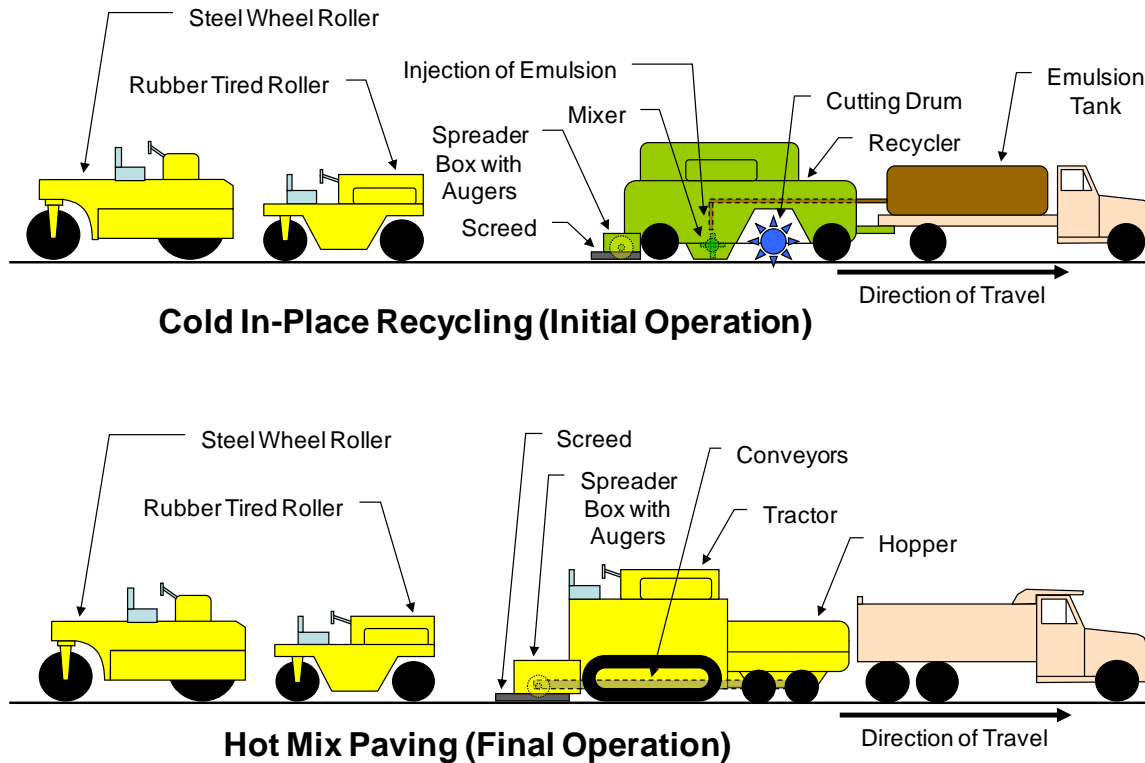 Steel Wheel Roller
Rubber Tired Roller
Injection of Emulsion
Mixer
Spreader
Box with
Augers
Screed
Cutting Drum
Recycler
Emulsion
Tank
Direction of Travel
Cold In-Place Recycling (Initial Operation)
Steel Wheel Roller
Rubber Tired Roller
Screed
Spreader
Box with
Augers
Conveyors
Tractor
Hopper
Direction of Travel
Hot Mix Paving (Final Operation)